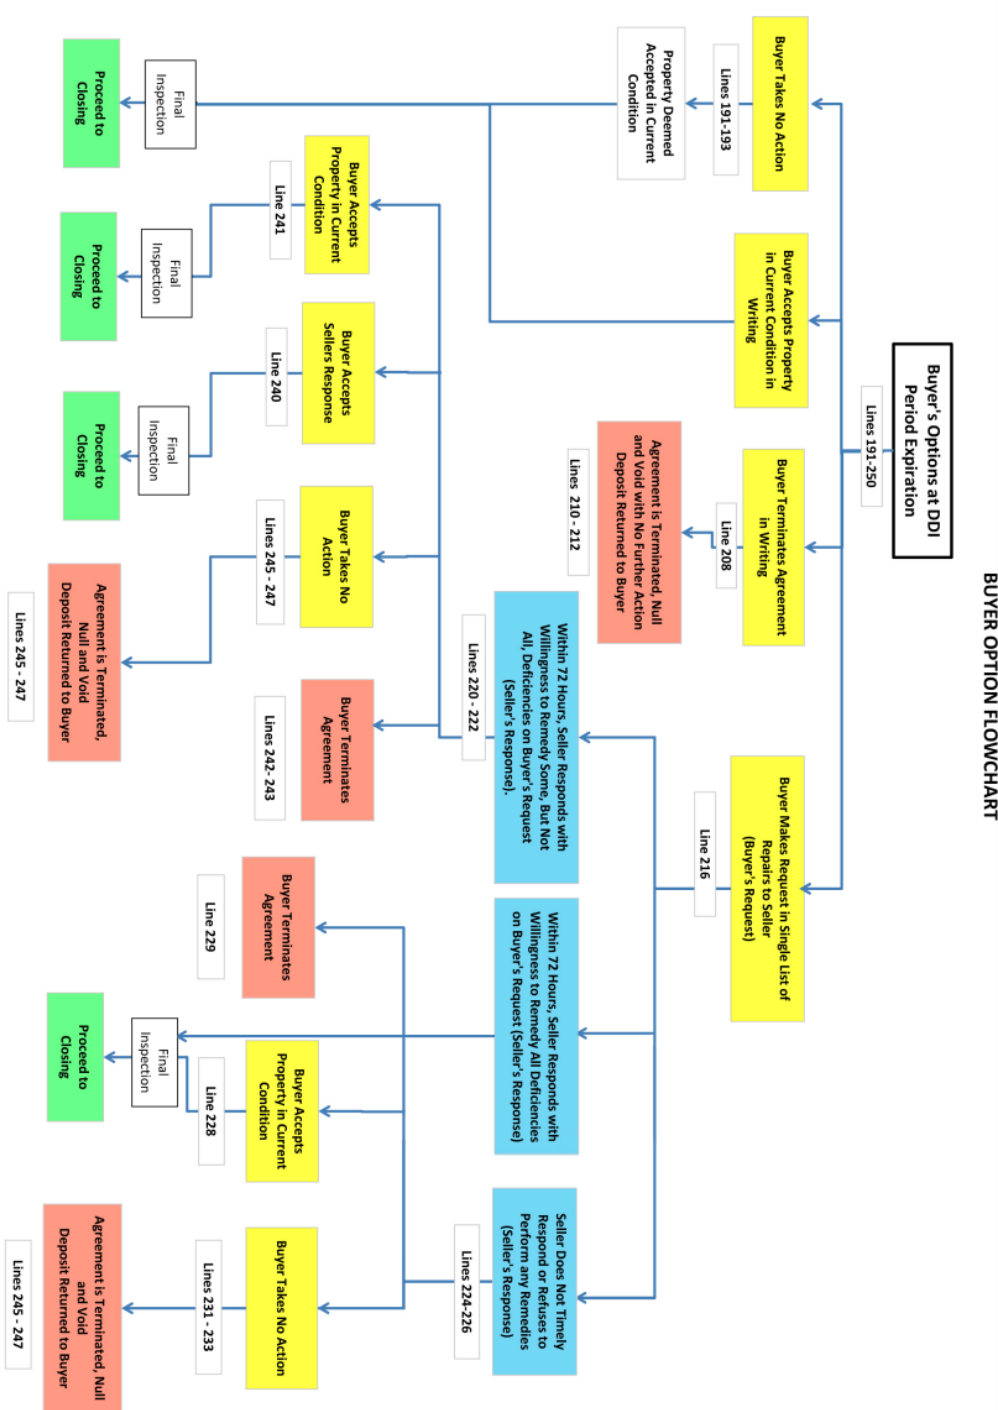 BUYER OPTION FLOWCHART
Buyer's Options at DDI
Period Expiration
Lines 191-250
Buyer Takes No Action
Lines 191-193
Property Deemed
Accepted in Current
Condition
Final
Inspection
Proceed to
Closing
Buyer Accepts Property
in Current Condition in
Writing
Buyer Terminates Agreement
in Writing
Line 208
Agreement is Terminated, Null
and Void with No Further Action
Deposit Returned to Buyer
Lines 210 - 212
Buyer Makes Request in Single List of
Repairs to Seller
(Buyer's Request)
Line 216
Within 72 Hours, Seller Responds with
Willingness to Remedy Some, But Not
All, Deficiencies on Buyer's Request
(Seller's Response).
Lines 220 - 222
Within 72 Hours, Seller Responds with
Willingness to Remedy All Deficiencies
on Buyer's Request (Seller's Response)
Seller Does Not Timely
Respond or Refuses to
Perform any Remedies
(Seller's Response)
Lines 224-226
Buyer Accepts
Property in Current
Condition
Line 241
Final
Inspection
Proceed to
Closing
Buyer Accepts
Sellers Response
Line 240
Final
Inspection
Proceed to
Closing
Buyer Takes No
Action
Lines 245 - 247
Agreement is Terminated,
Null and Void
Deposit Returned to Buyer
Lines 245 - 247
Buyer Terminates
Agreement
Lines 242- 243
Buyer Terminates
Agreement
Line 229
Buyer Accepts
Property in Current
Condition
Line 228
Final
Inspection
Proceed to
Closing
Buyer Takes No Action
Lines 231 - 233
Agreement is Terminated, Null
and Void
Deposit Returned to Buyer
Lines 245 - 247